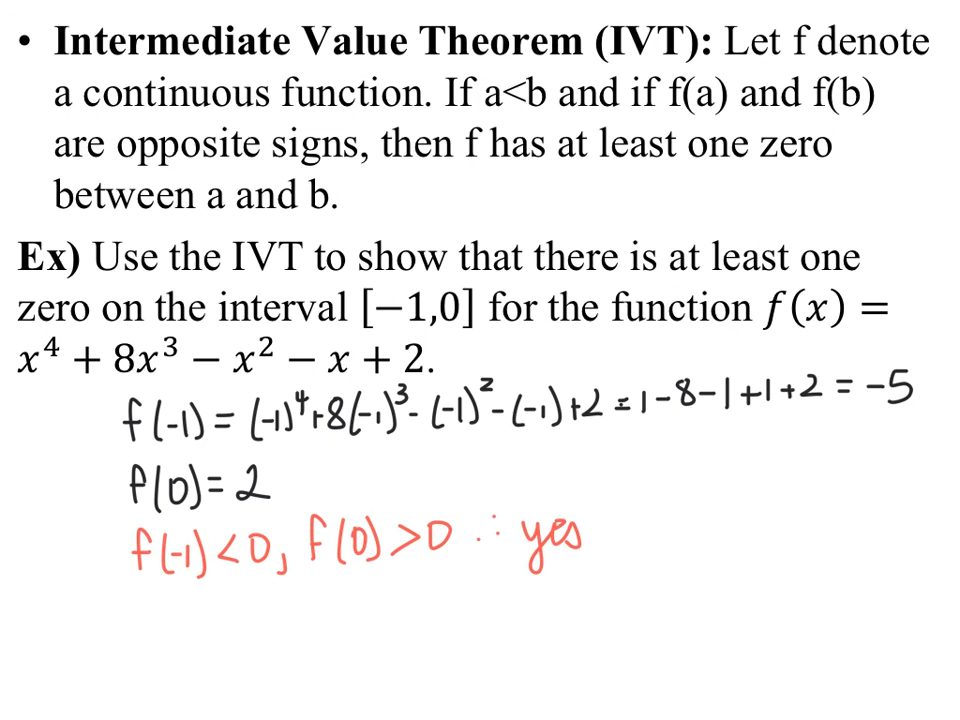 • Intermediate Value Theorem (IVT): Let f denote
a continuous function. If a<b and if f(a) and f(b)
are opposite signs, then f has at least one zero
between a and b.
Ex) Use the IVT to show that there is at least one
zero on the interval [−1,0] for the function f(x) =
x⁴ + 8x³ − x² − x + 2.
f(-1) = (-1)⁴+8(-1)³-(-1)²-(-1)+2=1-8-1+1+2=-5
f(0)=2
f(-1)<0, f(0)>0 ∴ yes